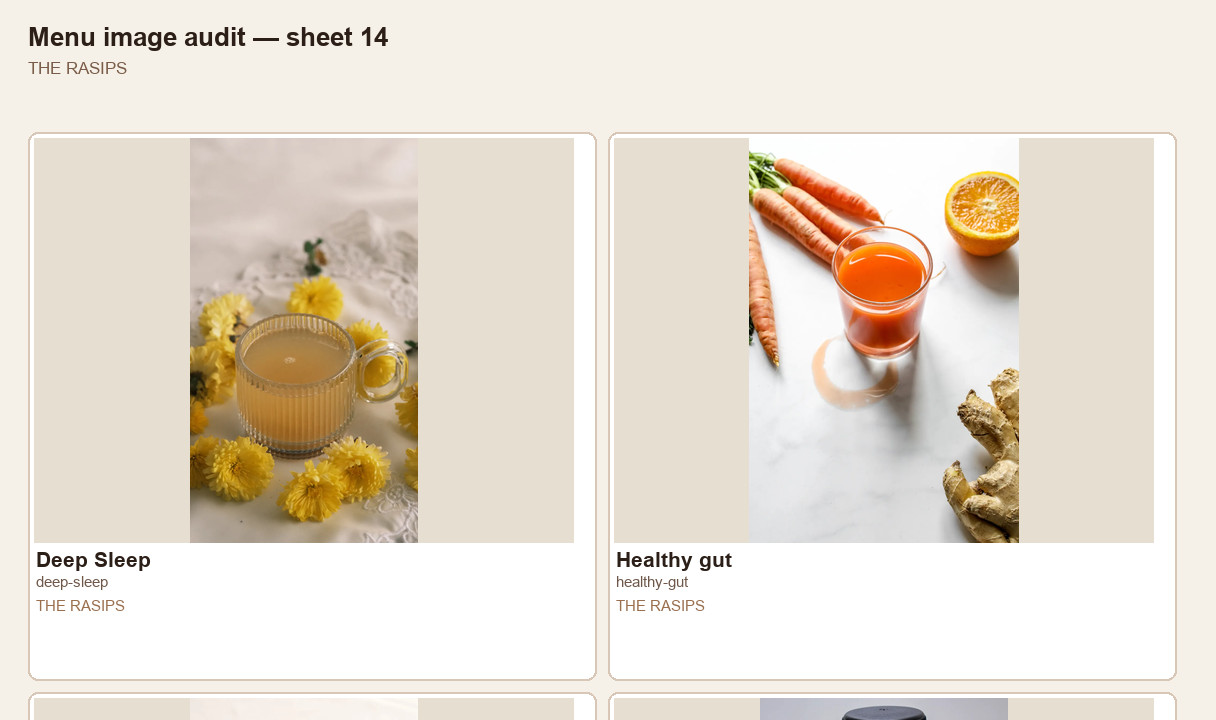 Menu image audit — sheet 14
THE RASIPS
Deep Sleep
deep-sleep
THE RASIPS
Healthy gut
healthy-gut
THE RASIPS